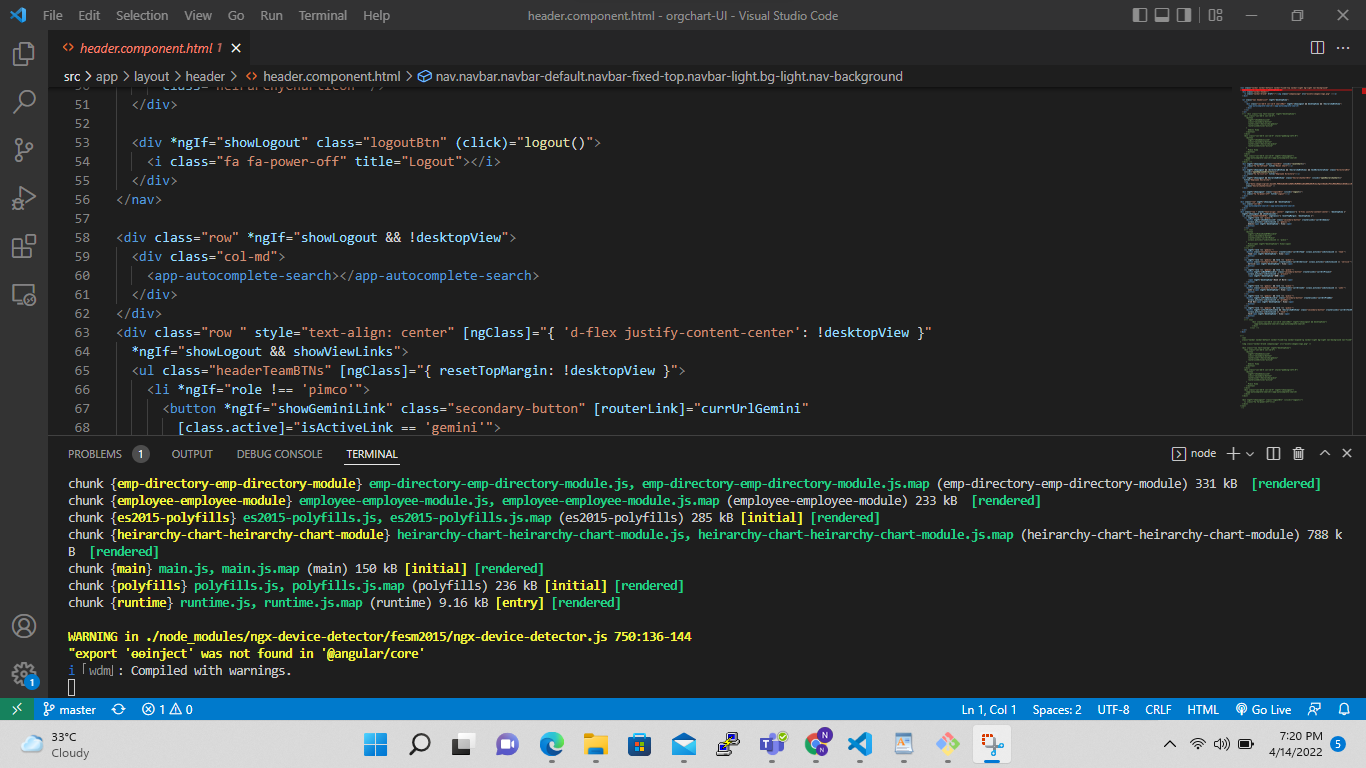 File Edit Selection View Go Run Terminal Help header.component.html - orgchart-UI - Visual Studio Code
<> header.component.html 1 ×
src > app > layout > header > <> header.component.html > nav.navbar.navbar-default.navbar-fixed-top.navbar-light.bg-light.nav-background
50 class="heirarchyChartIcon" />
51 </div>
52
53 <div *ngIf="showLogout" class="logoutBtn" (click)="logout()">
54 <i class="fa fa-power-off" title="Logout"></i>
55 </div>
56 </nav>
57
58 <div class="row" *ngIf="showLogout && !desktopView">
59 <div class="col-md">
60 <app-autocomplete-search></app-autocomplete-search>
61 </div>
62 </div>
63 <div class="row " style="text-align: center" [ngClass]="{ 'd-flex justify-content-center': !desktopView }"
64 *ngIf="showLogout && showViewLinks">
65 <ul class="headerTeamBTNs" [ngClass]="{ resetTopMargin: !desktopView }">
66 <li *ngIf="role !== 'pimco'">
67 <button *ngIf="showGeminiLink" class="secondary-button" [routerLink]="currUrlGemini"
68 [class.active]="isActiveLink == 'gemini'">
PROBLEMS 1 OUTPUT DEBUG CONSOLE TERMINAL node
chunk {emp-directory-emp-directory-module} emp-directory-emp-directory-module.js, emp-directory-emp-directory-module.js.map (emp-directory-emp-directory-module) 331 kB [rendered]
chunk {employee-employee-module} employee-employee-module.js, employee-employee-module.js.map (employee-employee-module) 233 kB [rendered]
chunk {es2015-polyfills} es2015-polyfills.js, es2015-polyfills.js.map (es2015-polyfills) 285 kB [initial] [rendered]
chunk {heirarchy-chart-heirarchy-chart-module} heirarchy-chart-heirarchy-chart-module.js, heirarchy-chart-heirarchy-chart-module.js.map (heirarchy-chart-heirarchy-chart-module) 788 k
B [rendered]
chunk {main} main.js, main.js.map (main) 150 kB [initial] [rendered]
chunk {polyfills} polyfills.js, polyfills.js.map (polyfills) 236 kB [initial] [rendered]
chunk {runtime} runtime.js, runtime.js.map (runtime) 9.16 kB [entry] [rendered]
WARNING in ./node_modules/ngx-device-detector/fesm2015/ngx-device-detector.js 750:136-144
"export 'ɵɵinject' was not found in '@angular/core'
i ｢wdm｣: Compiled with warnings.
master 1 0 Ln 1, Col 1 Spaces: 2 UTF-8 CRLF HTML Go Live
1
33°C
Cloudy
7:20 PM
4/14/2022 5